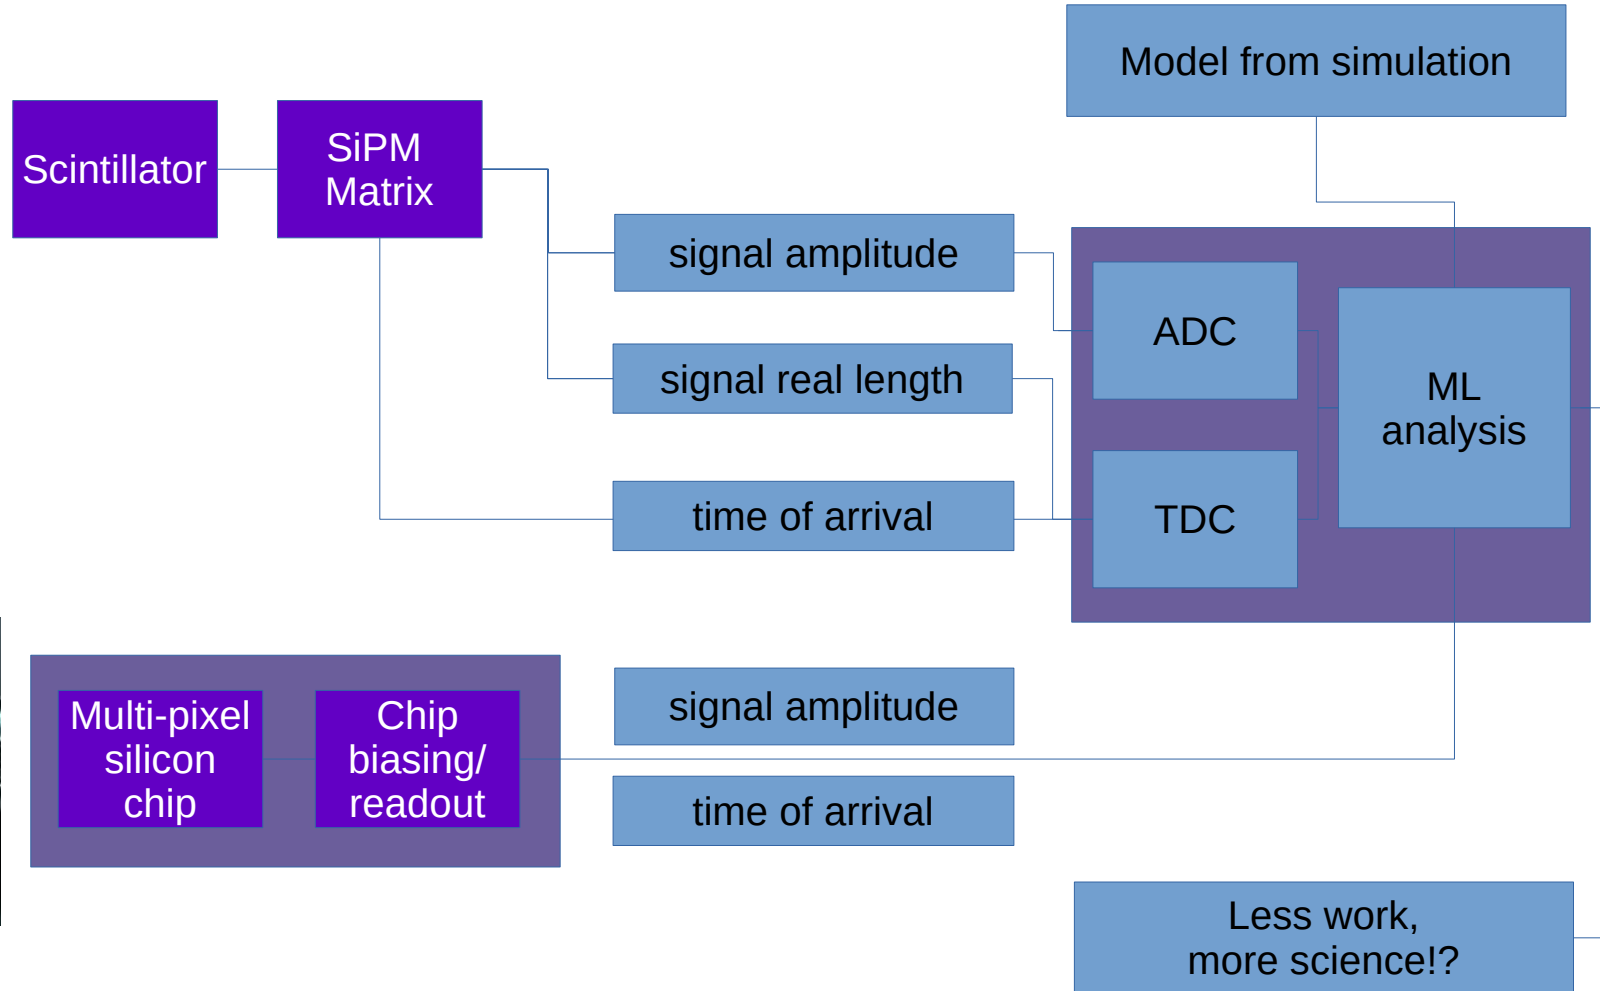 Model from simulation
Scintillator
SiPM
Matrix
signal amplitude
signal real length
time of arrival
ADC
TDC
ML
analysis
Multi-pixel
silicon
chip
Chip
biasing/
readout
signal amplitude
time of arrival
Less work,
more science!?